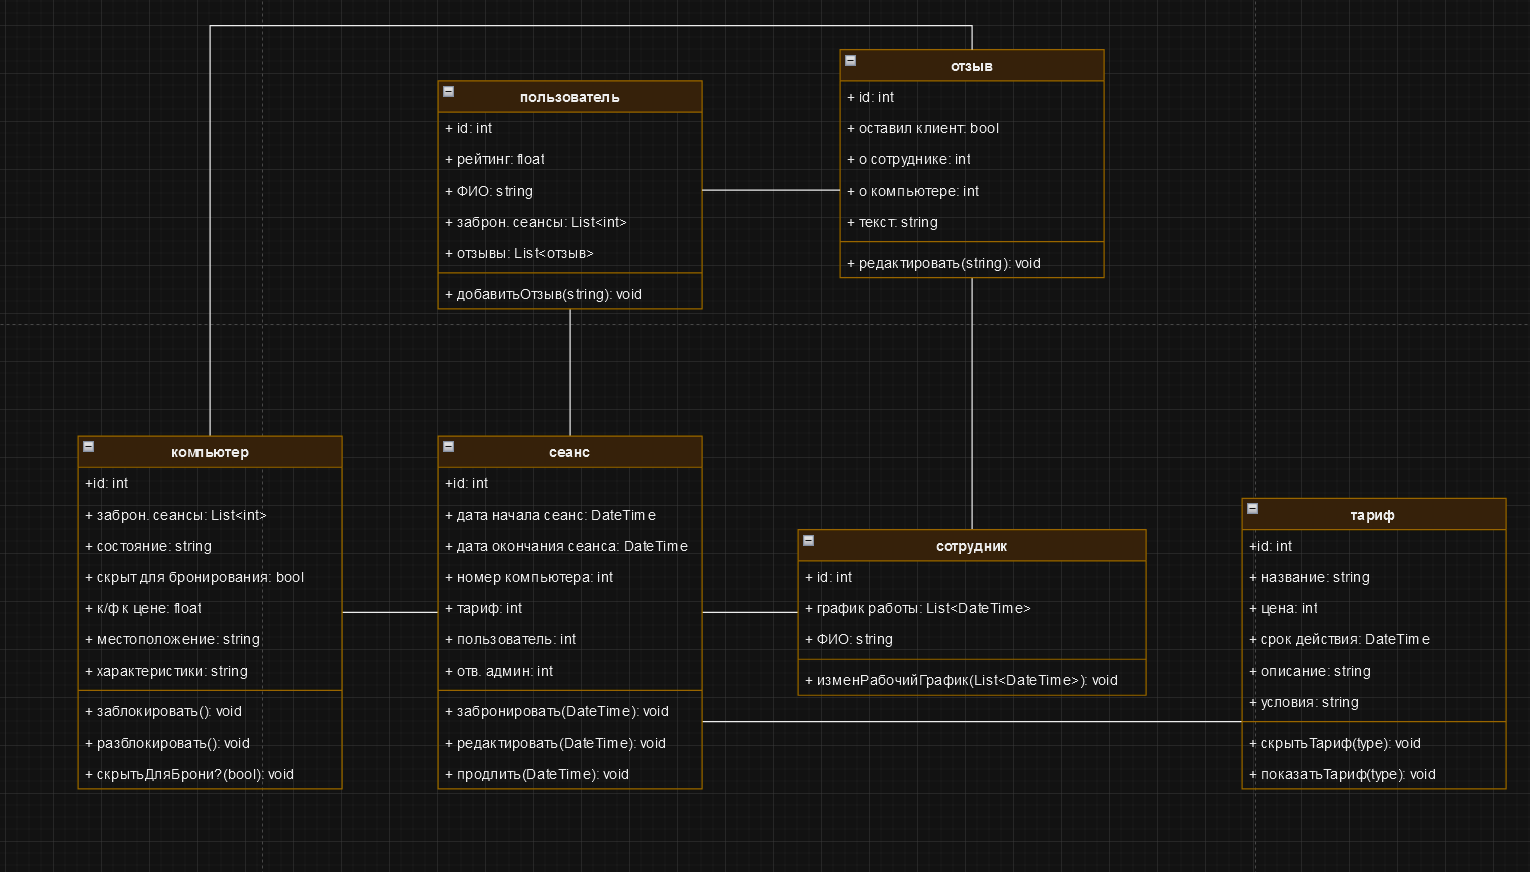 отзыв
+ id: int
+ оставил клиент: bool
+ о сотруднике: int
+ о компьютере: int
+ текст: string
+ редактировать(string): void
пользователь
+ id: int
+ рейтинг: float
+ ФИО: string
+ заброн. сеансы: List<int>
+ отзывы: List<отзыв>
+ добавитьОтзыв(string): void
компьютер
+id: int
+ заброн. сеансы: List<int>
+ состояние: string
+ скрыт для бронирования: bool
+ к/ф к цене: float
+ местоположение: string
+ характеристики: string
+ заблокировать(): void
+ разблокировать(): void
+ скрытьДляБрони?(bool): void
сеанс
+id: int
+ дата начала сеанс: DateTime
+ дата окончания сеанса: DateTime
+ номер компьютера: int
+ тариф: int
+ пользователь: int
+ отв. админ: int
+ забронировать(DateTime): void
+ редактировать(DateTime): void
+ продлить(DateTime): void
сотрудник
+ id: int
+ график работы: List<DateTime>
+ ФИО: string
+ изменРабочийГрафик(List<DateTime>): void
тариф
+id: int
+ название: string
+ цена: int
+ срок действия: DateTime
+ описание: string
+ условия: string
+ скрытьТариф(type): void
+ показатьТариф(type): void